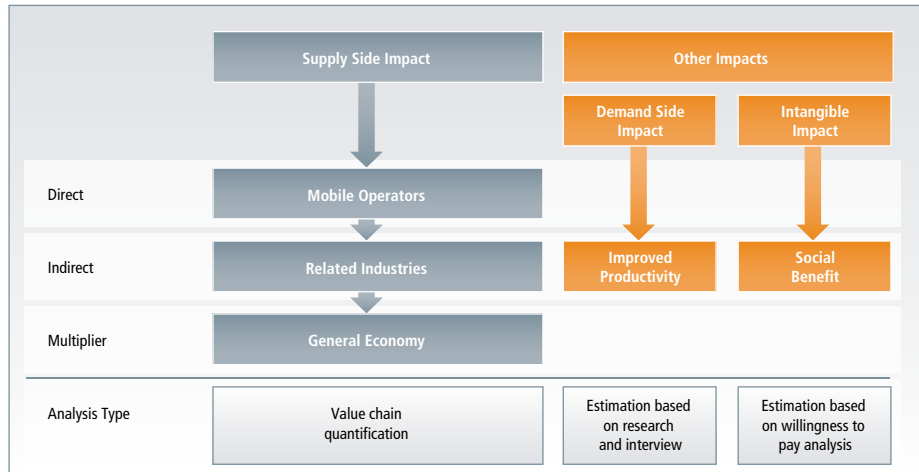 Supply Side Impact
Other Impacts
Demand Side
Impact
Intangible
Impact
Direct
Mobile Operators
Indirect
Related Industries
Improved
Productivity
Social
Benefit
Multiplier
General Economy
Analysis Type
Value chain
quantification
Estimation based
on research
and interview
Estimation based
on willingness to
pay analysis